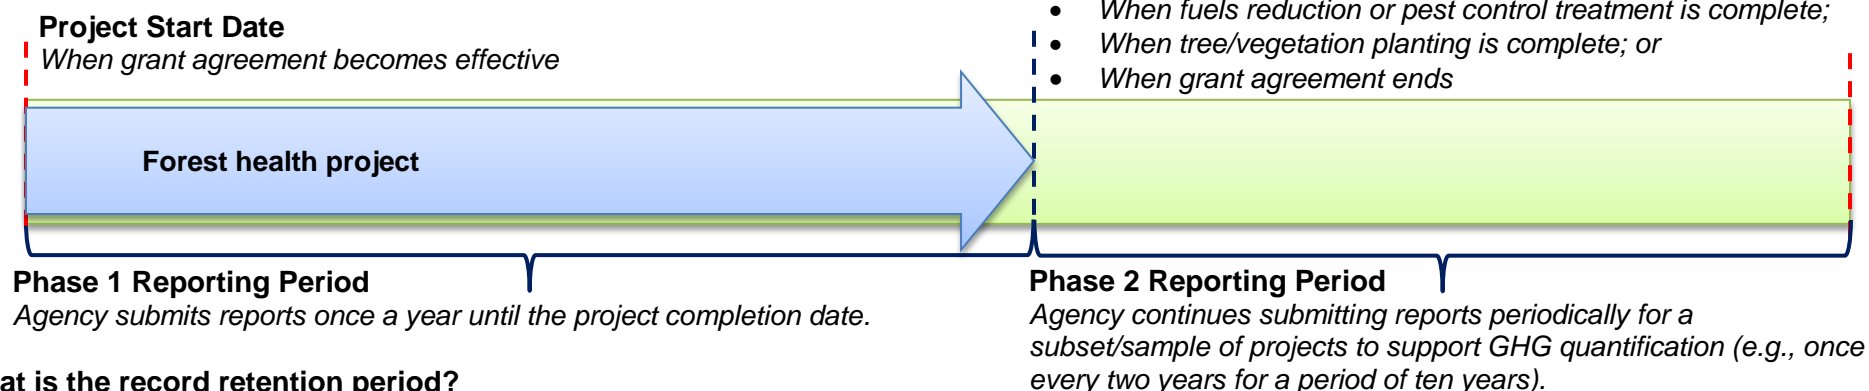 Project Start Date
When grant agreement becomes effective
• When fuels reduction or pest control treatment is complete;
• When tree/vegetation planting is complete; or
• When grant agreement ends
Forest health project
Phase 1 Reporting Period
Agency submits reports once a year until the project completion date.
Phase 2 Reporting Period
Agency continues submitting reports periodically for a
subset/sample of projects to support GHG quantification (e.g., once
every two years for a period of ten years).
at is the record retention period?